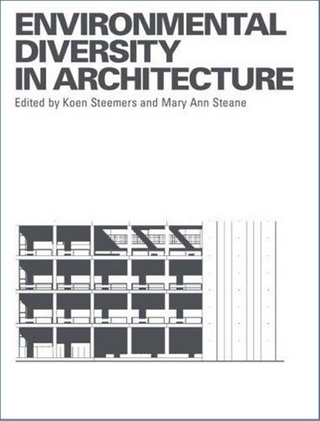 ENVIRONMENTAL
DIVERSITY
IN ARCHITECTURE
Edited by Koen Steemers and Mary Ann Steane